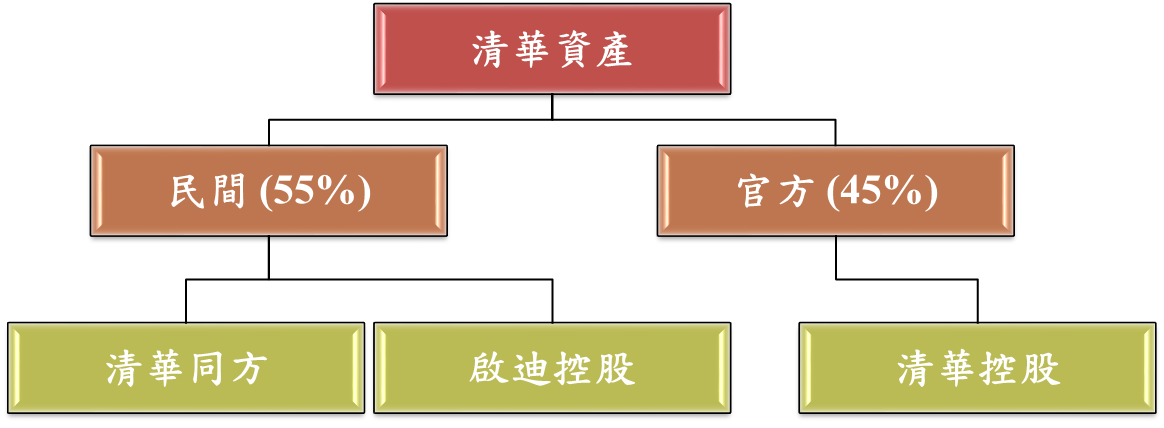 清華資產
民間 (55%)
官方 (45%)
清華同方
啟迪控股
清華控股